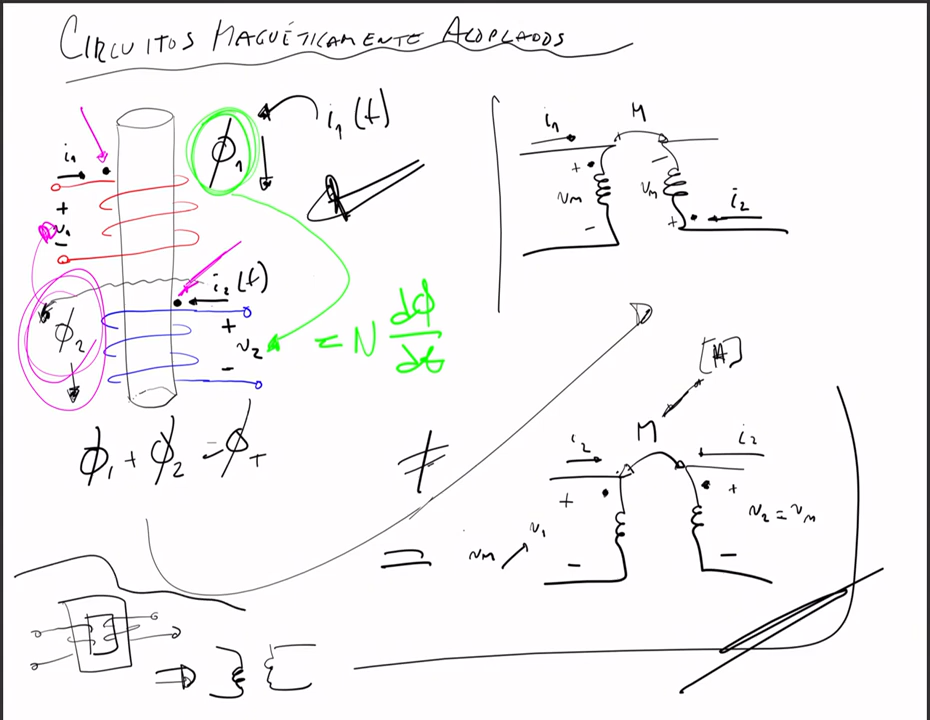 CIRCUITOS MAGUÉTICAMENTE ACOPLADOS
i₁
+
v₁
-
ϕ₁
i₁(t)
i₂(t)
+
v₂
-
= N dϕ/dt
ϕ₂
ϕ₁ + ϕ₂ = ϕT
M
i₁
+
vM
-
-
vM
+
i₂
[H]
≠
M
i₂
i₂
+
v₁
-
+
v₂ = vM
-
=
vM
⇒